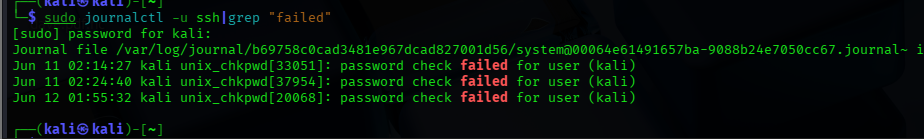 ┌──(kali㉿kali)-[~]
└─$ sudo journalctl -u ssh|grep "failed"
[sudo] password for kali:
Journal file /var/log/journal/b69758c0cad3481e967dcad827001d56/system@00064e61491657ba-9088b24e7050cc67.journal~ i
Jun 11 02:14:27 kali unix_chkpwd[33051]: password check failed for user (kali)
Jun 11 02:24:40 kali unix_chkpwd[37954]: password check failed for user (kali)
Jun 12 01:55:32 kali unix_chkpwd[20068]: password check failed for user (kali)
┌──(kali㉿kali)-[~]